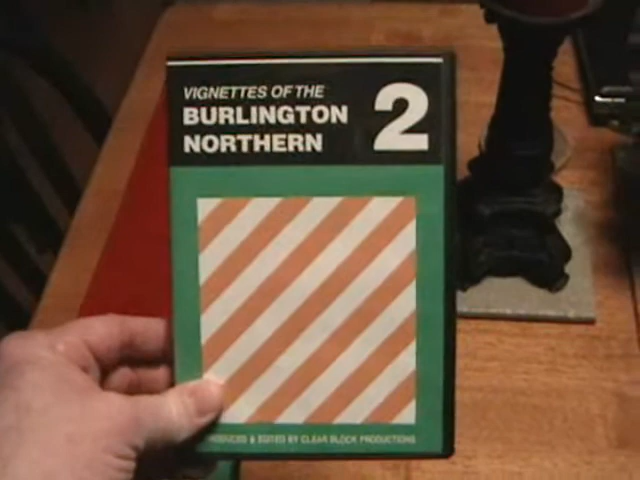 VIGNETTES OF THE
BURLINGTON
NORTHERN
2
& EDITED BY CLEAR BLOCK PRODUCTIONS